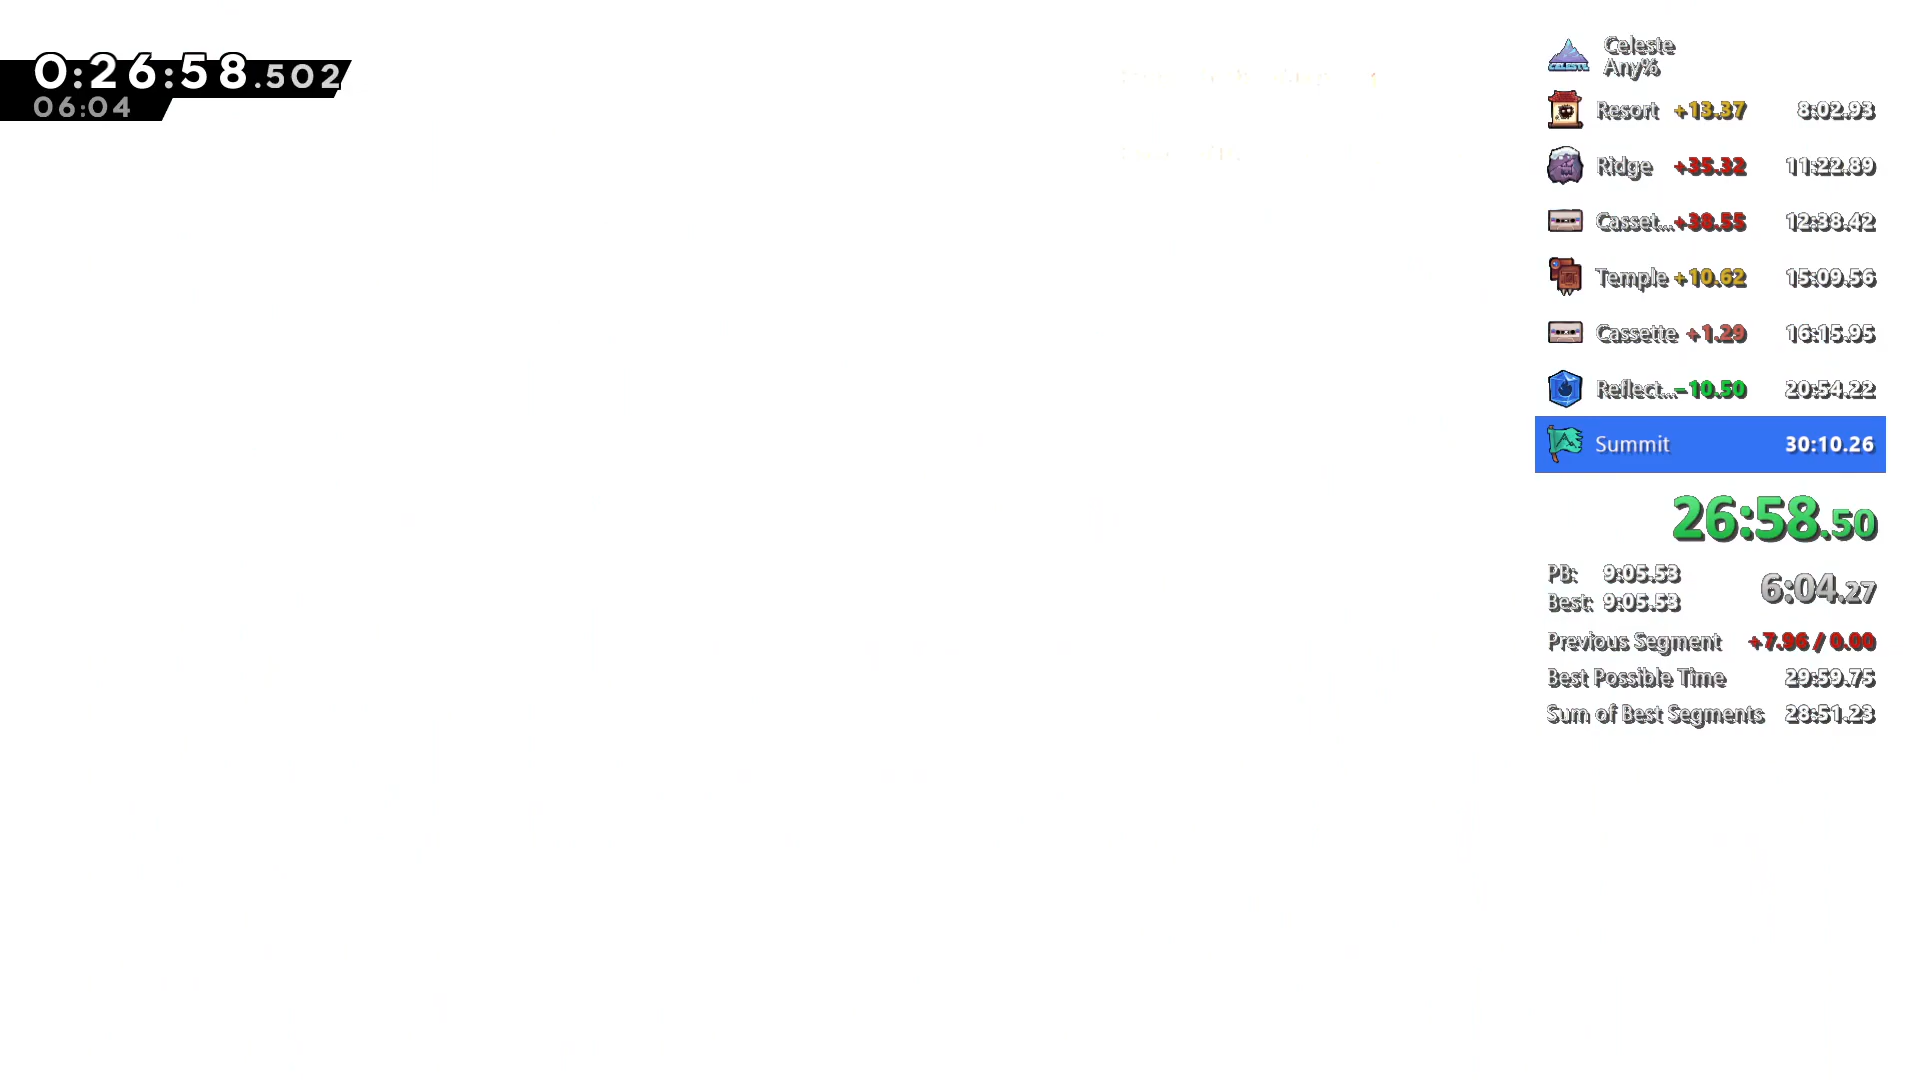 0:26:58.502
06:04
Celeste
Any%
Resort +13.37 8:02.93
Ridge +35.32 11:22.89
Casset...+38.55 12:38.42
Temple +10.62 15:09.56
Cassette +1.29 16:15.95
Reflect...-10.50 20:54.22
Summit 30:10.26
26:58.50
PB: 9:05.53
Best: 9:05.53
6:04.27
Previous Segment +7.96 / 0.00
Best Possible Time 29:59.75
Sum of Best Segments 28:51.23